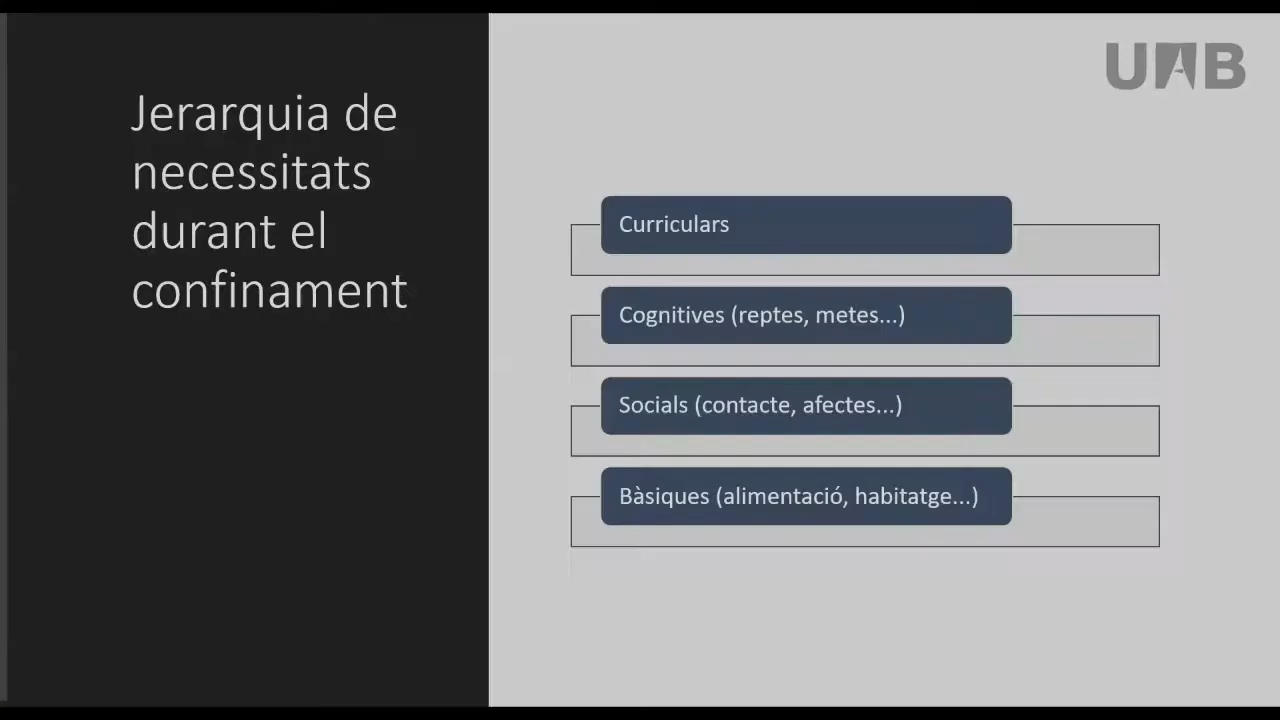 Jerarquia de
necessitats
durant el
confinament
UAB
Curriculars
Cognitives (reptes, metes...)
Socials (contacte, afectes...)
Bàsiques (alimentació, habitatge...)